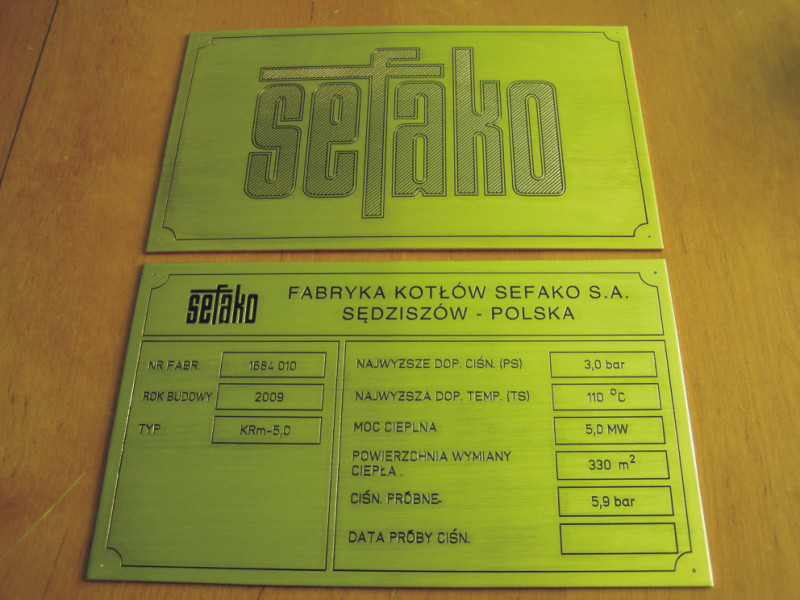 sefako
sefako
FABRYKA KOTŁÓW SEFAKO S.A.
SĘDZISZÓW - POLSKA
NR FABR. 1584 010
ROK BUDOWY 2009
TYP KRm-5,0
NAJWYŻSZE DOP. CIŚN. (PS) 3,0 bar
NAJWYŻSZA DOP. TEMP. (TS) 110 °C
MOC CIEPLNA 5,0 MW
POWIERZCHNIA WYMIANY
CIEPŁA. 330 m²
CIŚN. PRÓBNE 5,9 bar
DATA PRÓBY CIŚN.